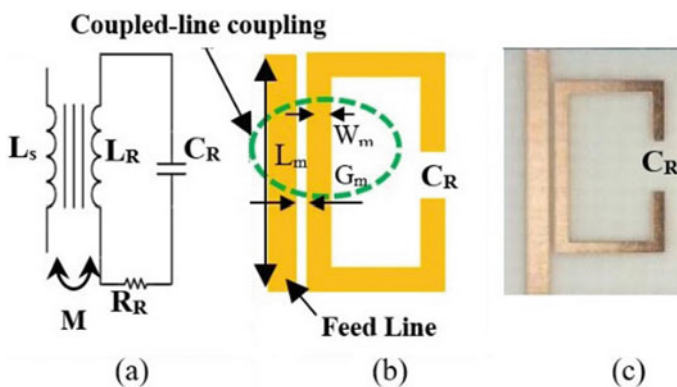 Coupled-line coupling
Ls
LR
CR
RR
M
(a)
Wm
Lm
Gm
CR
Feed Line
(b)
CR
(c)